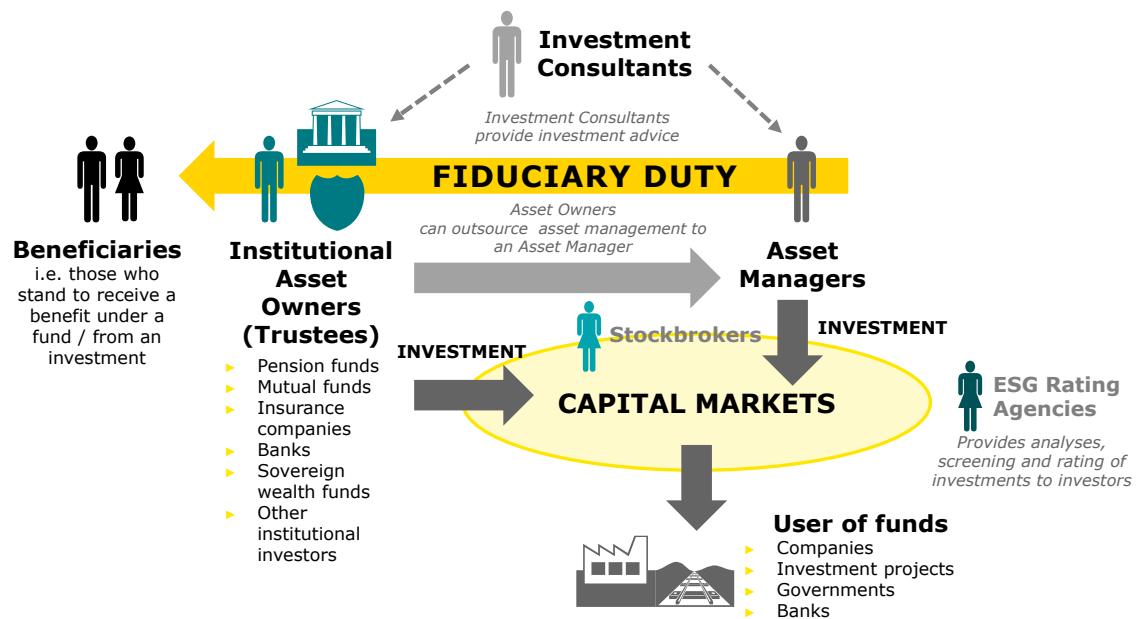 Investment
Consultants
Investment Consultants
provide investment advice
FIDUCIARY DUTY
Asset Owners
can outsource  asset management to
an Asset Manager
Beneficiaries
i.e. those who
stand to receive a
benefit under a
fund / from an
investment
Institutional
Asset
Owners
(Trustees)
Pension funds
Mutual funds
Insurance
companies
Banks
Sovereign
wealth funds
Other
institutional
investors
Asset
Managers
INVESTMENT
Stockbrokers
INVESTMENT
CAPITAL MARKETS
ESG Rating
Agencies
Provides analyses,
screening and rating of
investments to investors
User of funds
Companies
Investment projects
Governments
Banks